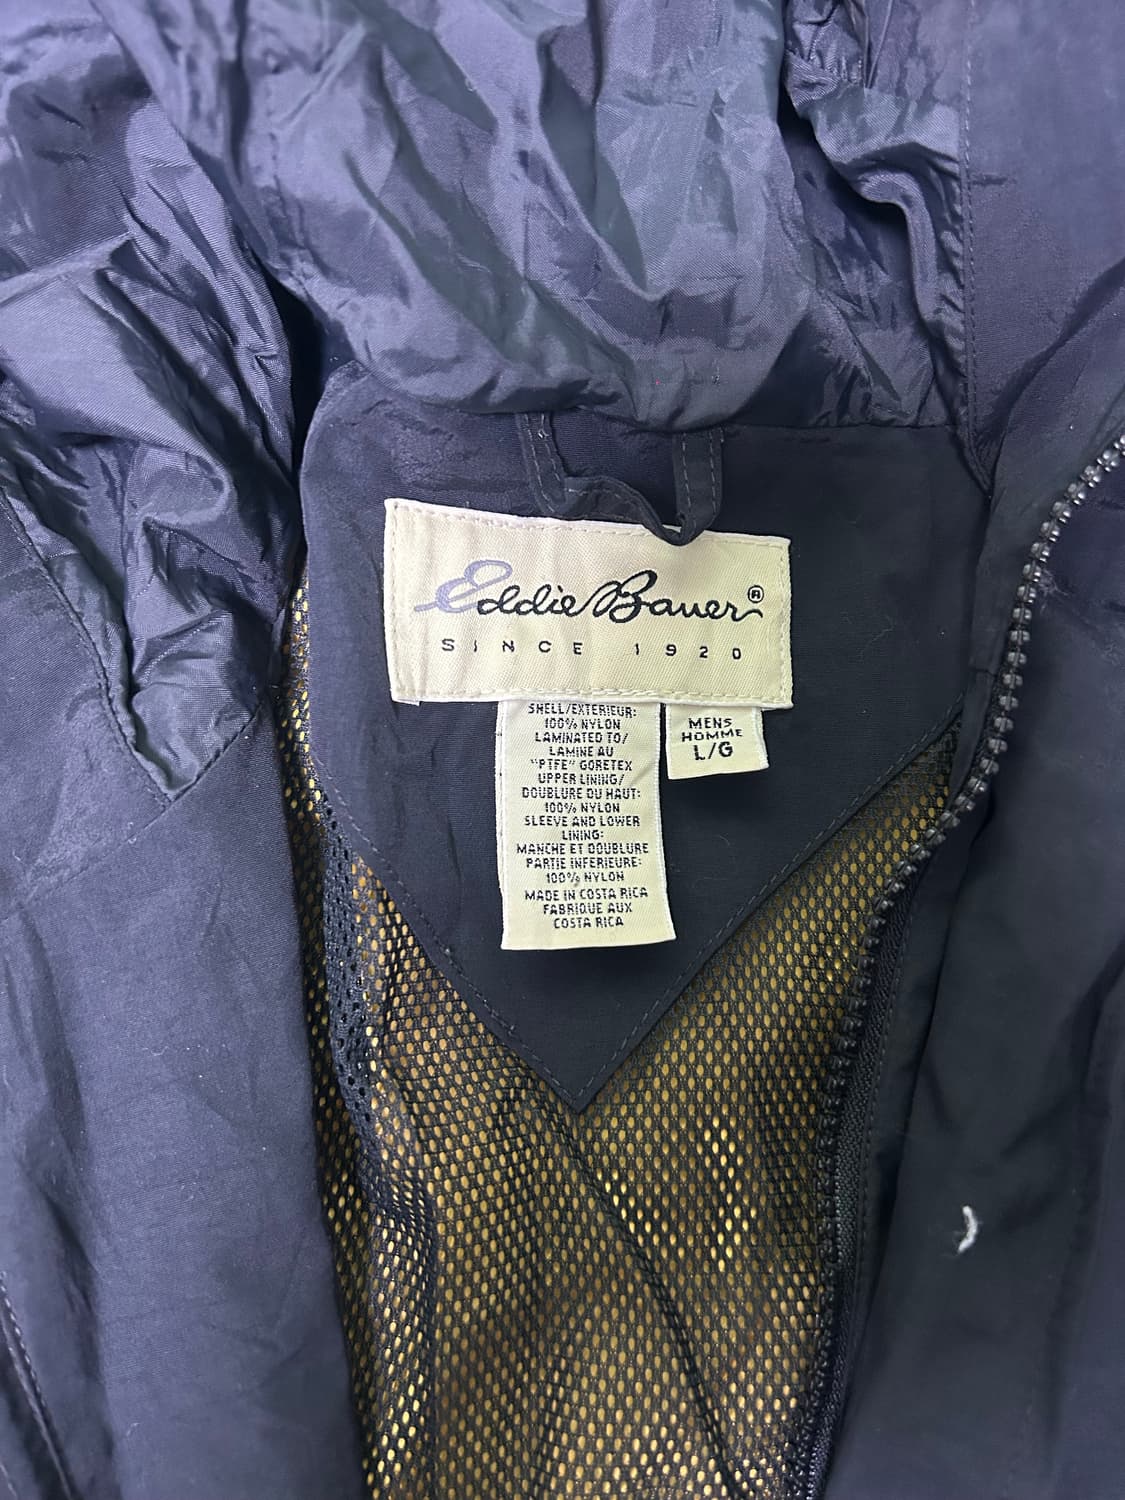 Eddie Bauer®
SINCE 1920
SHELL/EXTERIEUR:
100% NYLON
LAMINATED TO/
LAMINE AU
"PTFE" GORETEX
UPPER LINING/
DOUBLURE DU HAUT:
100% NYLON
SLEEVE AND LOWER
LINING:
MANCHE ET DOUBLURE
PARTIE INFERIEURE:
100% NYLON
MADE IN COSTA RICA
FABRIQUE AUX
COSTA RICA
MENS
HOMME
L/G